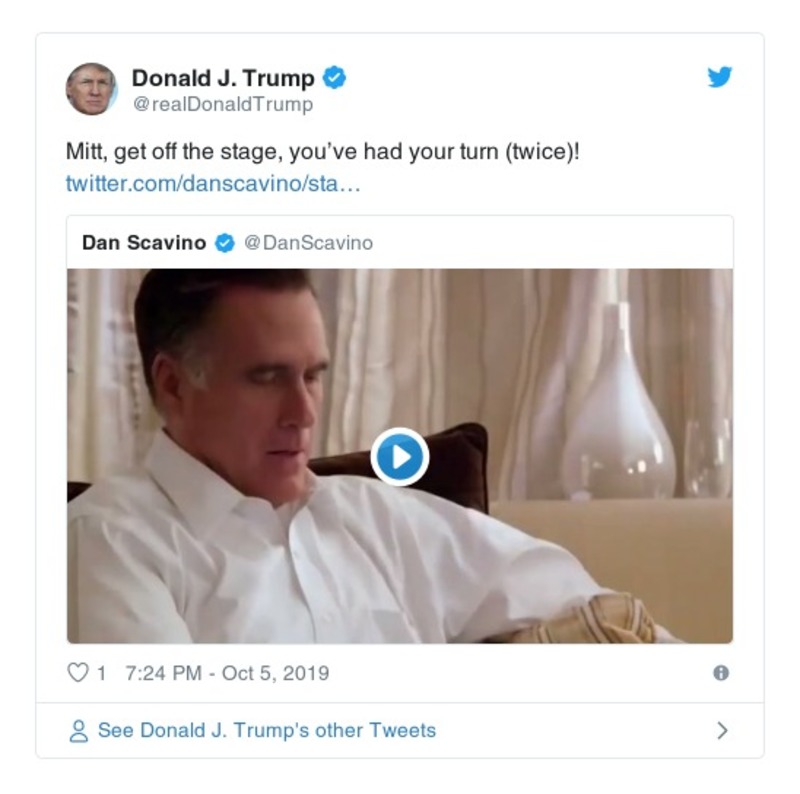 Donald J. Trump
@realDonaldTrump
Mitt, get off the stage, you’ve had your turn (twice)!
twitter.com/danscavino/sta…
Dan Scavino @DanScavino
1 7:24 PM - Oct 5, 2019
See Donald J. Trump's other Tweets